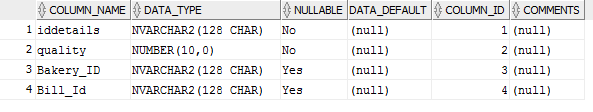 COLUMN_NAME DATA_TYPE NULLABLE DATA_DEFAULT COLUMN_ID COMMENTS
1 iddetails NVARCHAR2(128 CHAR) No (null) 1 (null)
2 quality NUMBER(10,0) No (null) 2 (null)
3 Bakery_ID NVARCHAR2(128 CHAR) Yes (null) 3 (null)
4 Bill_Id NVARCHAR2(128 CHAR) Yes (null) 4 (null)